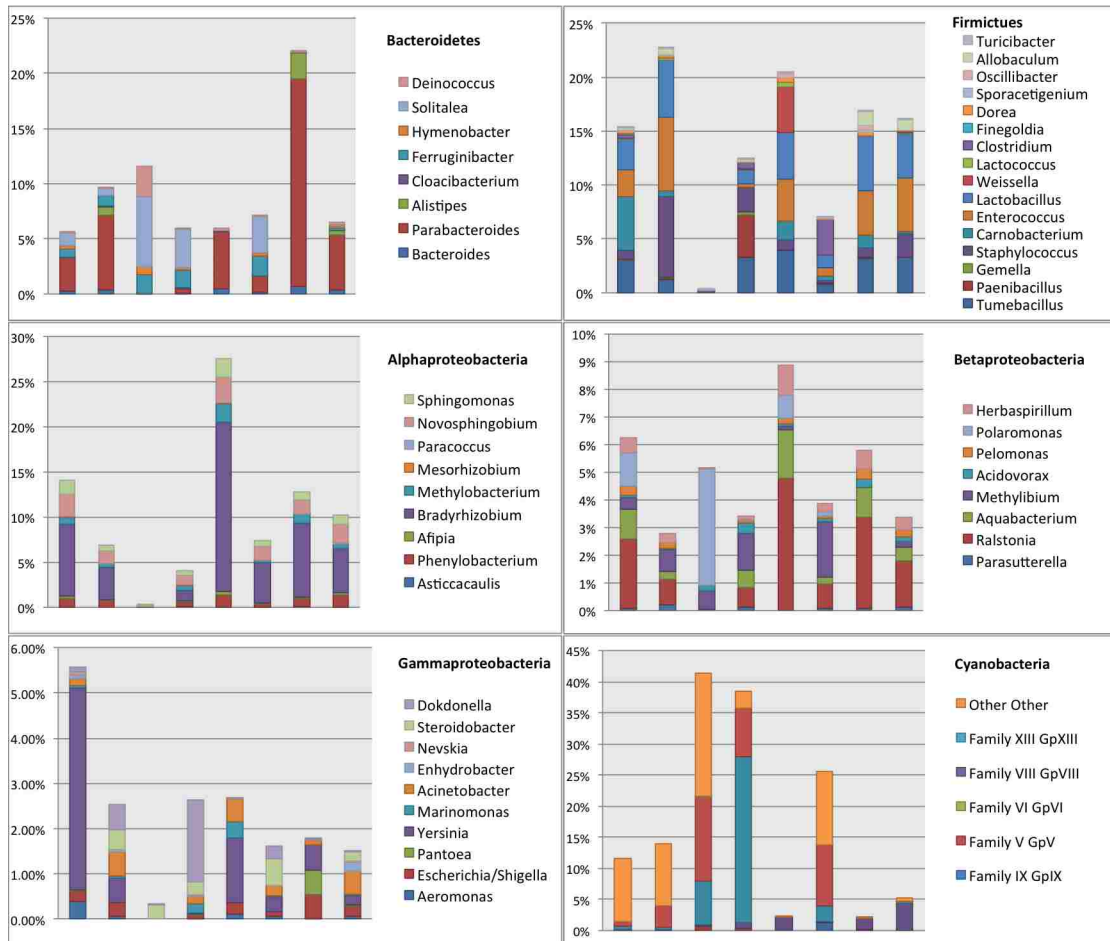 25%
20%
15%
10%
5%
0%
Bacteroidetes
Deinococcus
Solitalea
Hymenobacter
Ferruginibacter
Cloacibacterium
Alistipes
Parabacteroides
Bacteroides
25%
20%
15%
10%
5%
0%
Firmictues
Turicibacter
Allobaculum
Oscillibacter
Sporacetigenium
Dorea
Finegoldia
Clostridium
Lactococcus
Weissella
Lactobacillus
Enterococcus
Carnobacterium
Staphylococcus
Gemella
Paenibacillus
Tumebacillus
30%
25%
20%
15%
10%
5%
0%
Alphaproteobacteria
Sphingomonas
Novosphingobium
Paracoccus
Mesorhizobium
Methylobacterium
Bradyrhizobium
Afipia
Phenylobacterium
Asticcacaulis
10%
9%
8%
7%
6%
5%
4%
3%
2%
1%
0%
Betaproteobacteria
Herbaspirillum
Polaromonas
Pelomonas
Acidovorax
Methylibium
Aquabacterium
Ralstonia
Parasutterella
6.00%
5.00%
4.00%
3.00%
2.00%
1.00%
0.00%
Gammaproteobacteria
Dokdonella
Steroidobacter
Nevskia
Enhydrobacter
Acinetobacter
Marinomonas
Yersinia
Pantoea
Escherichia/Shigella
Aeromonas
45%
40%
35%
30%
25%
20%
15%
10%
5%
0%
Cyanobacteria
Other Other
Family XIII GpXIII
Family VIII GpVIII
Family VI GpVI
Family V GpV
Family IX GpIX